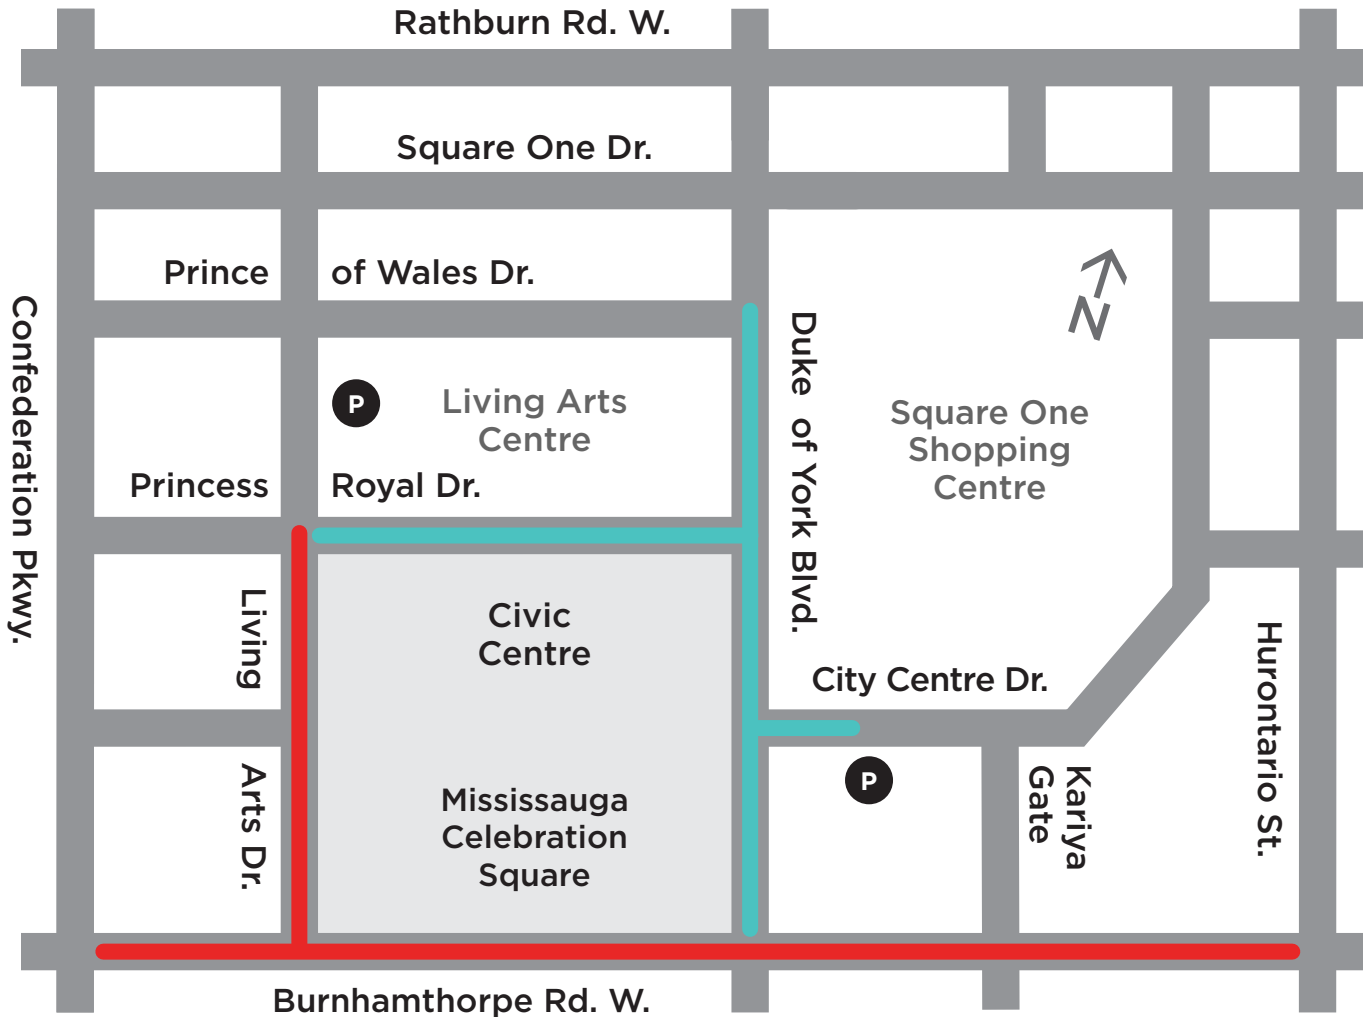 Rathburn Rd. W.
Square One Dr.
Prince of Wales Dr.
Confederation Pkwy.
Duke of York Blvd.
N
P
Living Arts
Centre
Square One
Shopping
Centre
Princess Royal Dr.
Living Arts Dr.
Civic
Centre
City Centre Dr.
Hurontario St.
P
Kariya
Gate
Mississauga
Celebration
Square
Burnhamthorpe Rd. W.